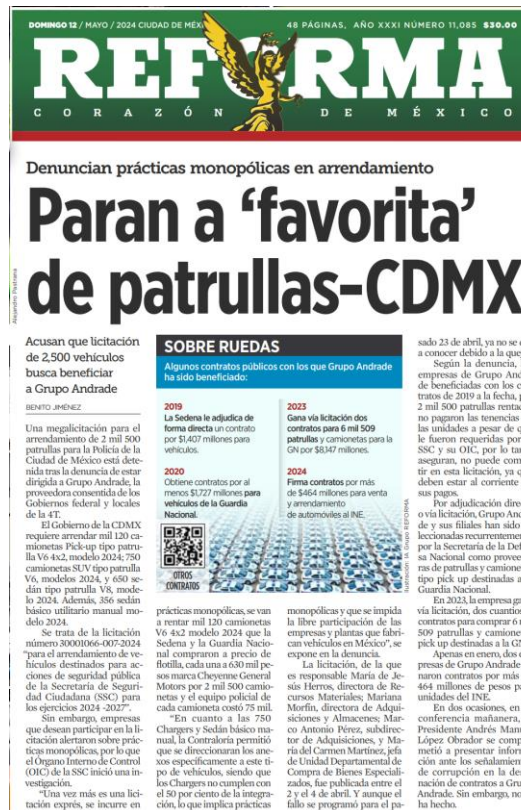 DOMINGO 12 / MAYO / 2024 CIUDAD DE MÉX
48 PÁGINAS, AÑO XXXI NÚMERO 11,085 $30.00
REFORMA
CORAZÓN DE MÉXICO
Denuncian prácticas monopólicas en arrendamiento
Paran a ‘favorita’
de patrullas-CDMX
Alejandro Pastrana
Acusan que licitación
de 2,500 vehículos
busca beneficiar
a Grupo Andrade
BENITO JIMÉNEZ
Una megalicitación para el
arrendamiento de 2 mil 500
patrullas para la Policía de la
Ciudad de México está dete-
nida tras la denuncia de estar
dirigida a Grupo Andrade, la
proveedora consentida de los
Gobiernos federal y locales
de la 4T.
El Gobierno de la CDMX
requiere arrendar mil 120 ca-
mionetas Pick-up tipo patru-
lla V6 4x2, modelo 2024; 750
camionetas SUV tipo patrulla
V6, modelos 2024, y 650 se-
dán tipo patrulla V8, mode-
lo 2024. Además, 356 sedán
básico utilitario manual mo-
delo 2024.
Se trata de la licitación
número 30001066-007-2024
“para el arrendamiento de ve-
hículos destinados para ac-
ciones de seguridad pública
de la Secretaría de Seguri-
dad Ciudadana (SSC) para
los ejercicios 2024 -2027”.
Sin embargo, empresas
que desean participar en la li-
citación alertaron sobre prác-
ticas monopólicas, por lo que
el Órgano Interno de Control
(OIC) de la SSC inició una in-
vestigación.
“Una vez más es una lici-
tación exprés, se incurre en
SOBRE RUEDAS
Algunos contratos públicos con los que Grupo Andrade
ha sido beneficiado:
2019
La Sedena le adjudica de
forma directa un contrato
por $1,407 millones para
vehículos.
2020
Obtiene contratos por al
menos $1,727 millones para
vehículos de la Guardia
Nacional.
2023
Gana vía licitación dos
contratos para 6 mil 509
patrullas y camionetas para la
GN por $8,147 millones.
2024
Firma contratos por más
de $464 millones para venta
y arrendamiento
de automóviles al INE.
OTROS
CONTRATOS
Ilustración: IA Grupo REFORMA
prácticas monopólicas, se van
a rentar mil 120 camionetas
V6 4x2 modelo 2024 que la
Sedena y la Guardia Nacio-
nal compraron a precio de
flotilla, cada una a 630 mil pe-
sos marca Cheyenne General
Motors por 2 mil 500 camio-
netas y el equipo policial de
cada camioneta costó 75 mil.
“En cuanto a las 750
Chargers y Sedán básico ma-
nual, la Contraloría permitió
que se direccionaran los ane-
xos específicamente a este ti-
po de vehículos, siendo que
los Chargers no cumplen con
el 50 por ciento de la integra-
ción, lo que implica prácticas
monopólicas y que se impida
la libre participación de las
empresas y plantas que fabri-
can vehículos en México”, se
expone en la denuncia.
La licitación, de la que
es responsable María de Je-
sús Herros, directora de Re-
cursos Materiales; Mariana
Morfin, directora de Adqui-
siciones y Almacenes; Mar-
co Antonio Pérez, subdirec-
tor de Adquisiciones, y Ma-
ría del Carmen Martínez, jefa
de Unidad Departamental de
Compra de Bienes Especiali-
zados, fue publicada entre el
2 y el 4 de abril. Y aunque el
fallo se programó para el pa-
sado 23 de abril, ya no se
a conocer debido a la que
Según la denuncia,
empresas de Grupo And
de beneficiadas con los c
tratos de 2019 a la fecha, p
2 mil 500 patrullas renta
no pagaron las tenencias
las unidades a pesar de q
le fueron requeridas por
SSC y su OIC, por lo tan
aseguran, no puede com
tir en esta licitación, ya q
deben estar al corriente
sus pagos.
Por adjudicación direc
o vía licitación, Grupo And
de y sus filiales han sido
leccionadas recurrentemen
por la Secretaría de la Defe
sa Nacional como provee
ras de patrullas y camionet
tipo pick up destinadas a
Guardia Nacional.
En 2023, la empresa ga
vía licitación, dos cuantios
contratos para comprar 6 m
509 patrullas y camione
pick up destinadas a la GN
Apenas en enero, dos e
presas de Grupo Andrade
naron contratos por más
464 millones de pesos pa
unidades del INE.
En dos ocasiones, en
conferencia mañanera,
Presidente Andrés Manu
López Obrador se comp
metió a presentar inform
ción ante los señalamien
de corrupción en la den
nación de contratos a Gru
Andrade. Sin embargo, no
ha hecho.